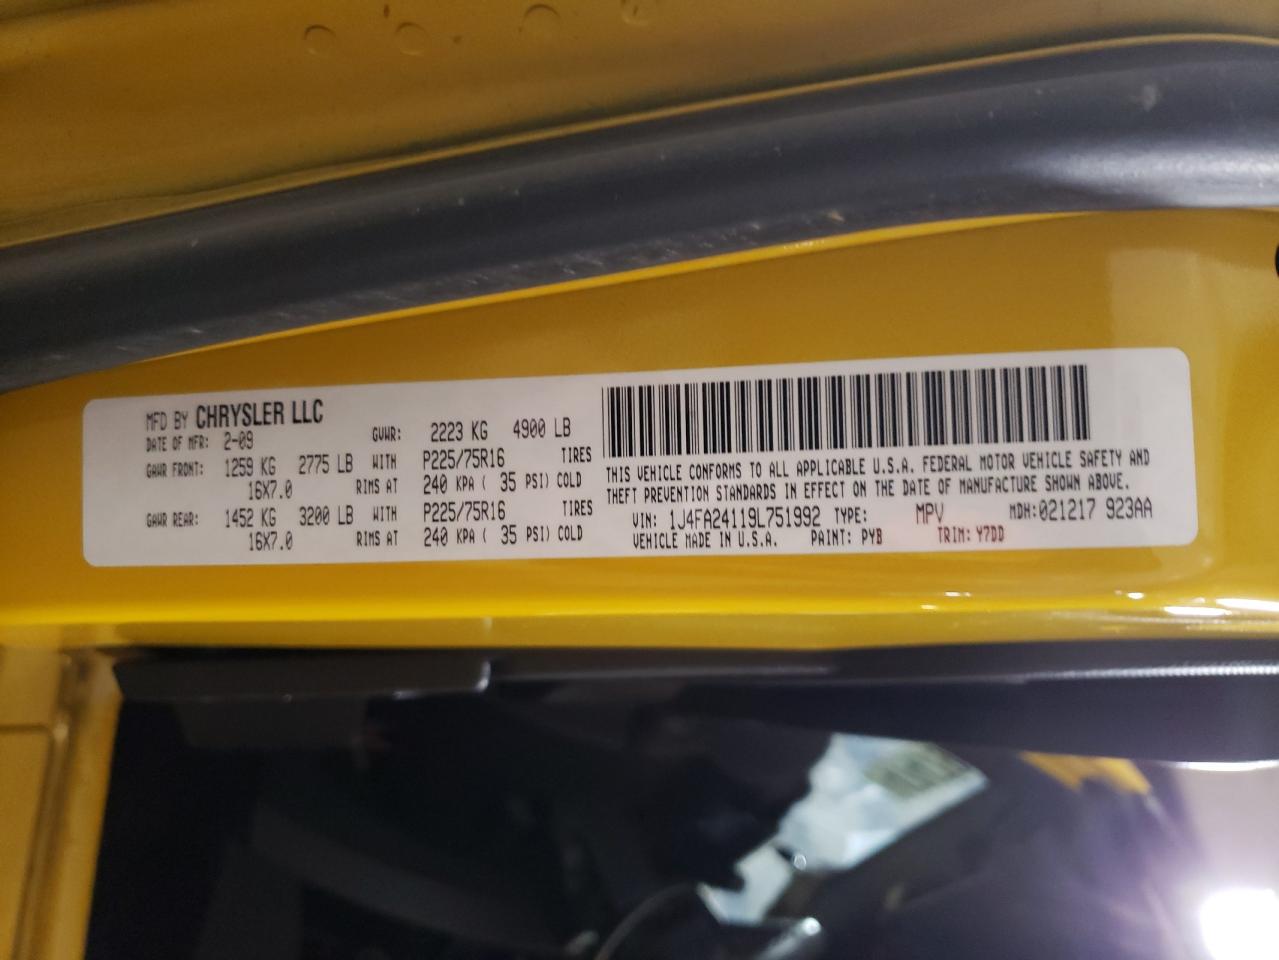 MFD BY CHRYSLER LLC
DATE OF MFR: 2-09 GVWR: 2223 KG 4900 LB
GAWR FRONT: 1259 KG 2775 LB WITH P225/75R16 TIRES
16X7.0 RIMS AT 240 KPA ( 35 PSI) COLD
GAWR REAR: 1452 KG 3200 LB WITH P225/75R16 TIRES
16X7.0 RIMS AT 240 KPA ( 35 PSI) COLD
THIS VEHICLE CONFORMS TO ALL APPLICABLE U.S.A. FEDERAL MOTOR VEHICLE SAFETY AND
THEFT PREVENTION STANDARDS IN EFFECT ON THE DATE OF MANUFACTURE SHOWN ABOVE.
VIN: 1J4FA24119L751992 TYPE: MPV MDH:021217 923AA
VEHICLE MADE IN U.S.A. PAINT: PYB TRIM: Y7DD